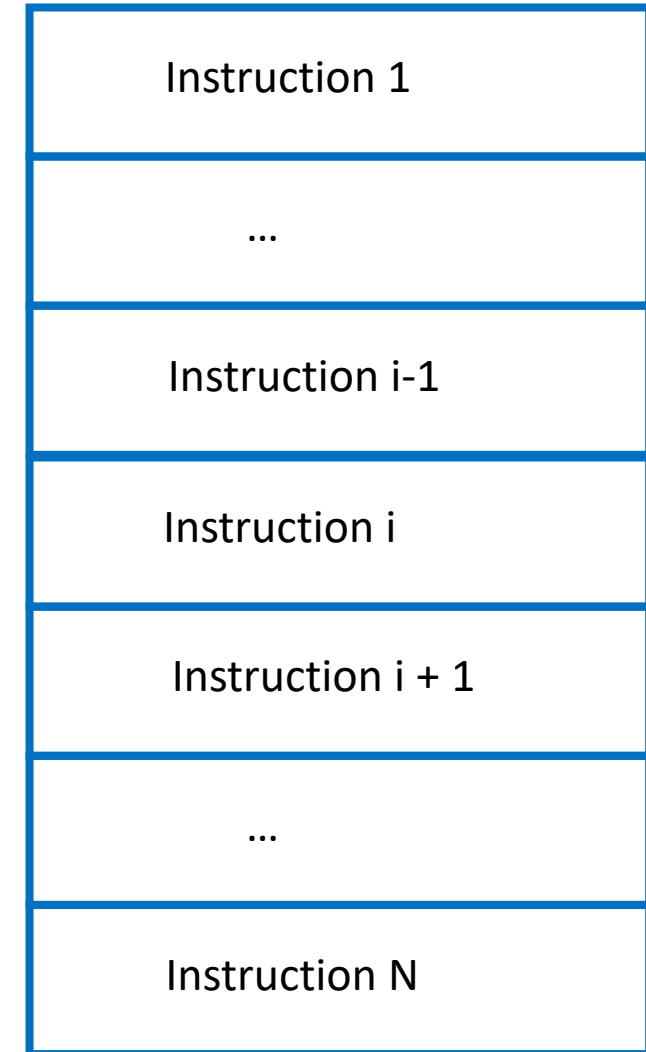 Instruction 1
…
Instruction i-1
Instruction i
Instruction i + 1
…
Instruction N